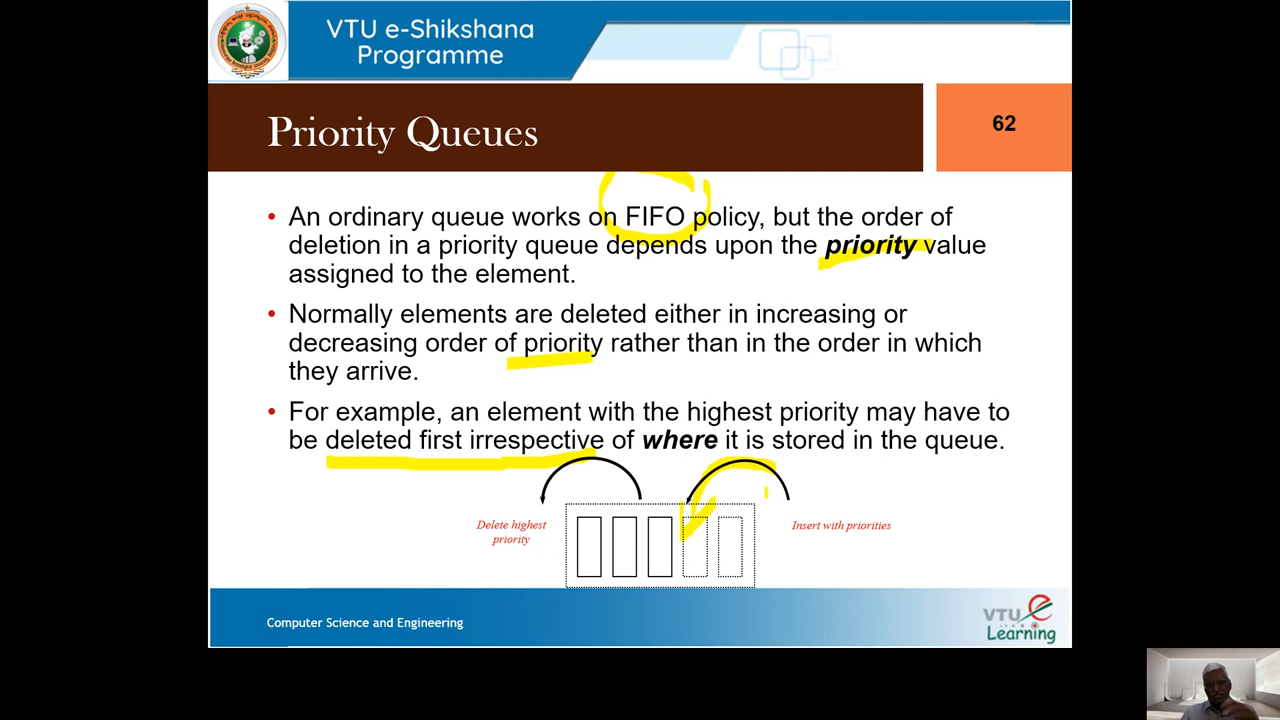 VTU e-Shikshana
Programme
Priority Queues
62
• An ordinary queue works on FIFO policy, but the order of
deletion in a priority queue depends upon the priority value
assigned to the element.
• Normally elements are deleted either in increasing or
decreasing order of priority rather than in the order in which
they arrive.
• For example, an element with the highest priority may have to
be deleted first irrespective of where it is stored in the queue.
Delete highest
priority
Insert with priorities
Computer Science and Engineering
VTU e
Learning